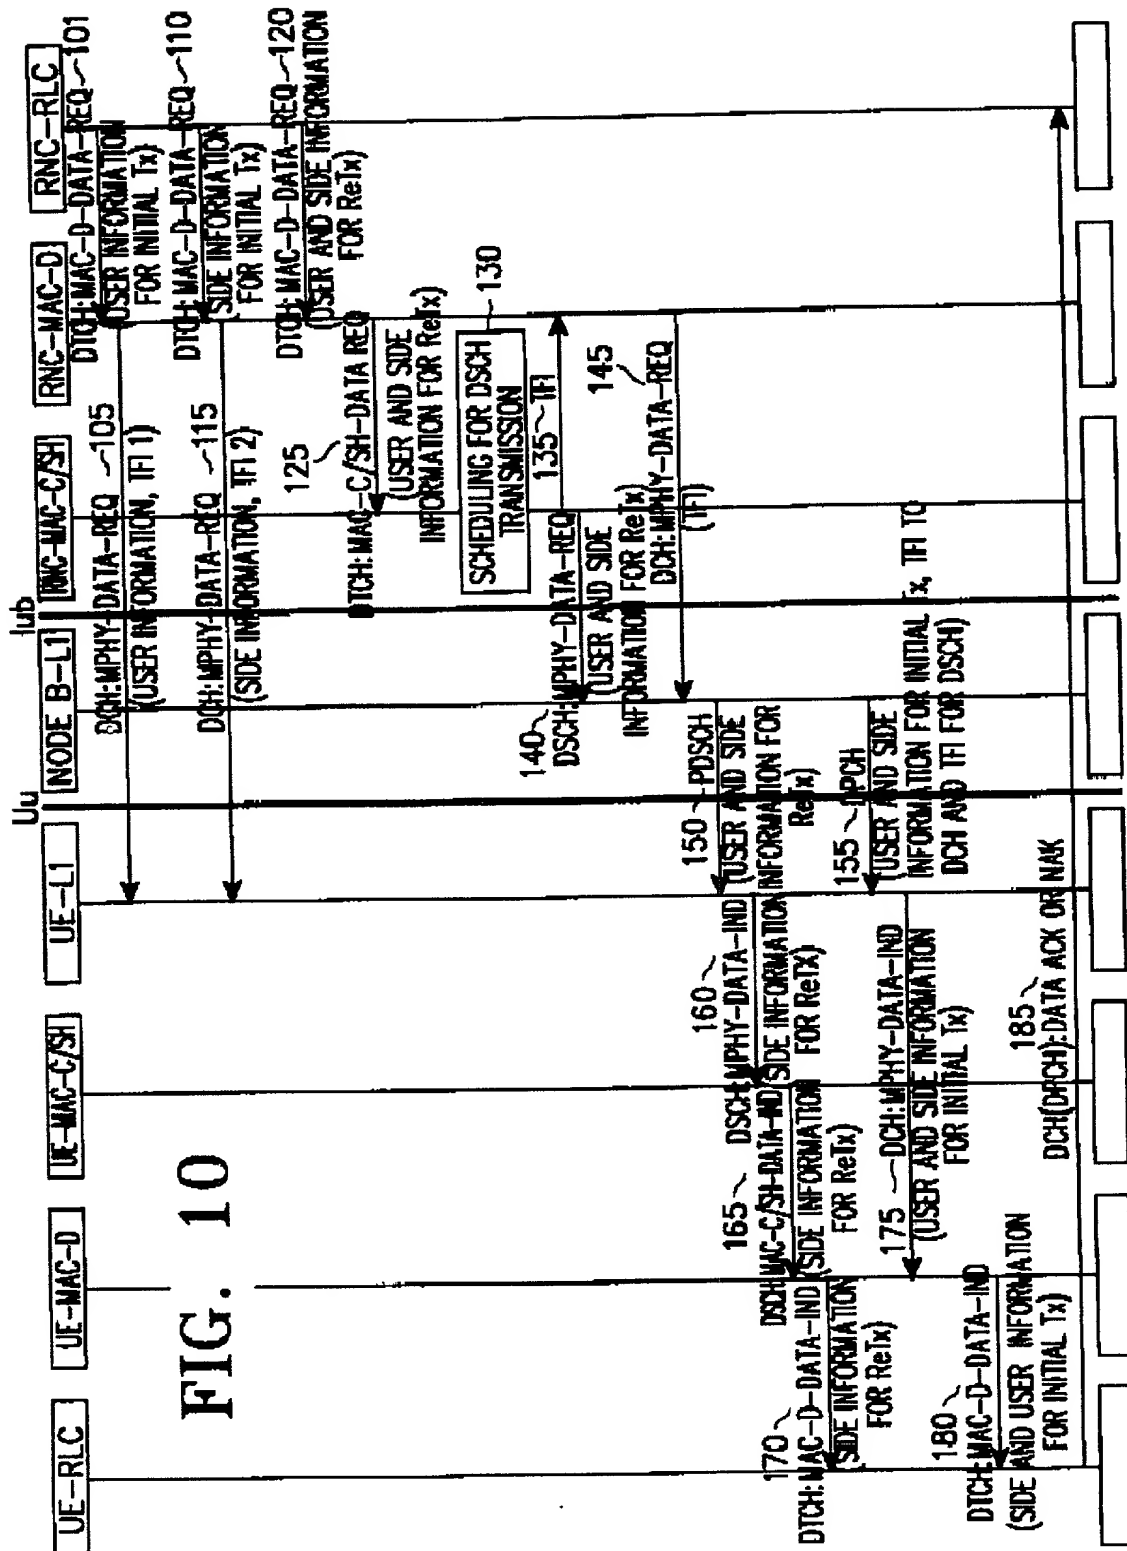 FIG. 10
UE-RLC
UE-MAC-D
UE-MAC-C/SH
UE-L1
Uu
NODE B-L1
Iub
RNC-MAC-C/SH
RNC-MAC-D
RNC-RLC
DTCH:MAC-D-DATA-REQ 101
(USER INFORMATION
FOR INITIAL Tx)
DCH:MPHY-DATA-REQ 105
(USER INFORMATION, TFI 1)
DTCH:MAC-D-DATA-REQ 110
(SIDE INFORMATION
FOR INITIAL Tx)
DCH:MPHY-DATA-REQ 115
(SIDE INFORMATION, TFI 2)
DTCH:MAC-D-DATA-REQ 120
(USER AND SIDE INFORMATION
FOR ReTx)
125
DTCH:MAC-C/SH-DATA REQ
(USER AND SIDE
INFORMATION FOR ReTx)
130
SCHEDULING FOR DSCH
TRANSMISSION
135 TFI
140
DSCH:MPHY-DATA-REQ
(USER AND SIDE
INFORMATION FOR ReTx)
145
DCH:MPHY-DATA-REQ
(TFI)
150 PDSCH
(USER AND SIDE
INFORMATION FOR
ReTx)
155 DPCH
(USER AND SIDE
INFORMATION FOR INITIAL Tx, TFI TO
DCH AND TFI FOR DSCH)
160
DSCH:MPHY-DATA-IND
(SIDE INFORMATION
FOR ReTx)
165
DSCH:MAC-C/SH-DATA-IND
(SIDE INFORMATION
FOR ReTx)
170
DTCH:MAC-D-DATA-IND
(SIDE INFORMATION
FOR ReTx)
175 DCH:MPHY-DATA-IND
(USER AND SIDE INFORMATION
FOR INITIAL Tx)
180
DTCH:MAC-D-DATA-IND
(SIDE AND USER INFORMATION
FOR INITIAL Tx)
185
DCH(DPCH):DATA ACK OR NAK